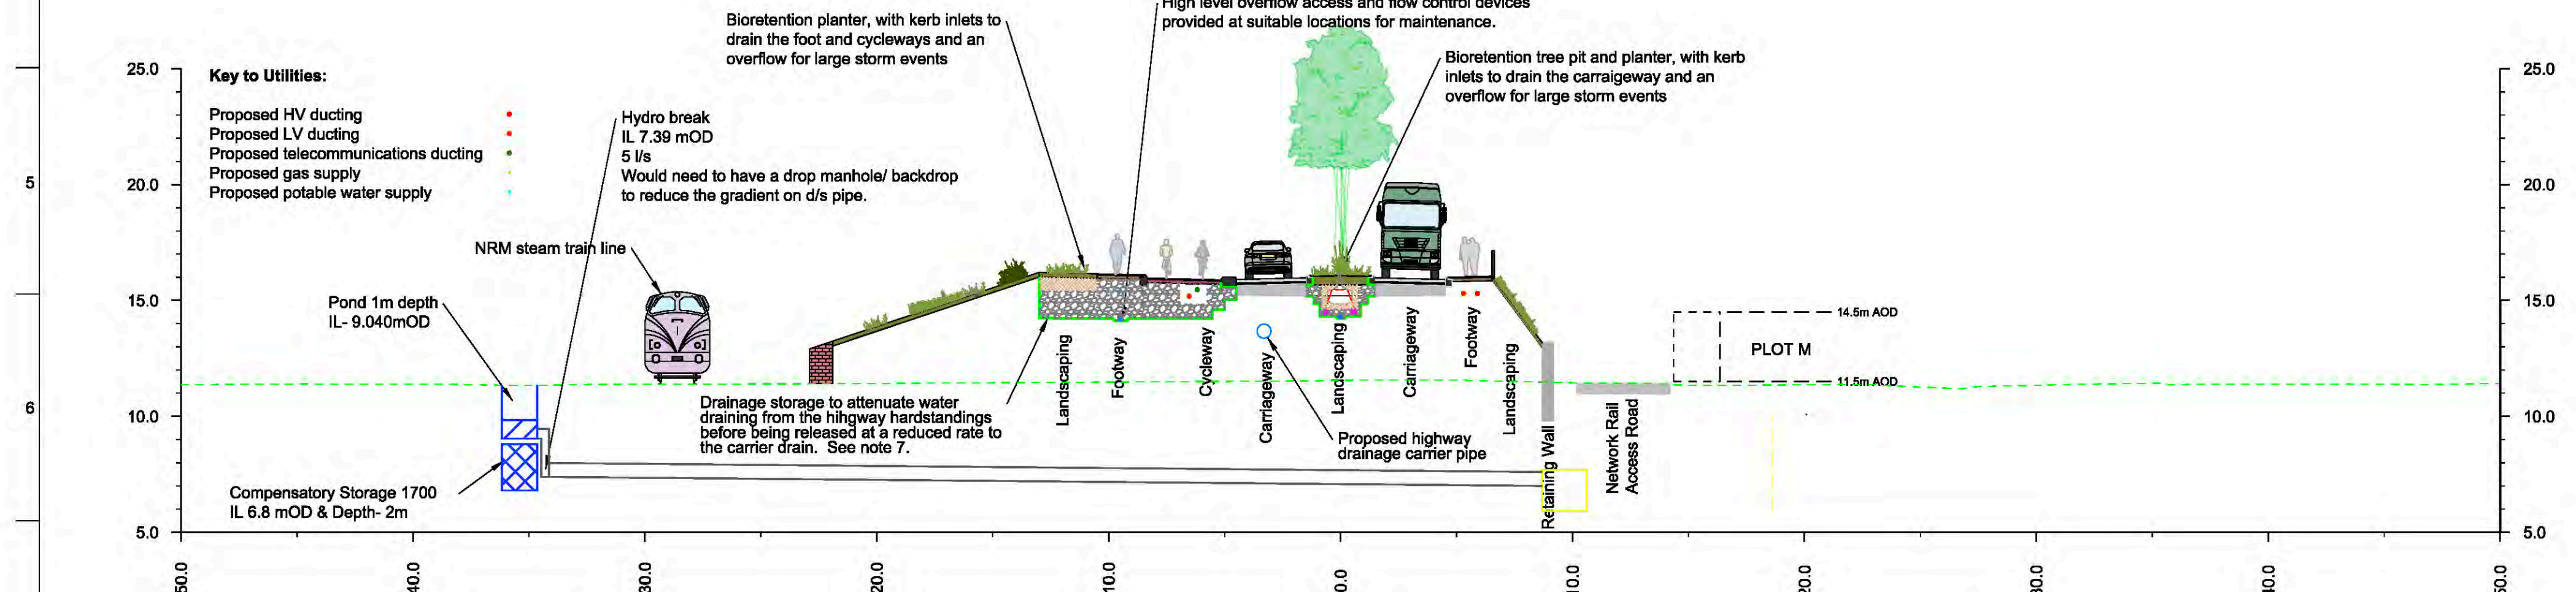 High level overflow access and flow control devices
provided at suitable locations for maintenance.
Bioretention planter, with kerb inlets to
drain the foot and cycleways and an
overflow for large storm events
Bioretention tree pit and planter, with kerb
inlets to drain the carraigeway and an
overflow for large storm events
25.0
20.0
15.0
10.0
5.0
5
6
Key to Utilities:
Proposed HV ducting
Proposed LV ducting
Proposed telecommunications ducting
Proposed gas supply
Proposed potable water supply
Hydro break
IL 7.39 mOD
5 l/s
Would need to have a drop manhole/ backdrop
to reduce the gradient on d/s pipe.
NRM steam train line
Pond 1m depth
IL- 9.040mOD
Compensatory Storage 1700
IL 6.8 mOD & Depth- 2m
Drainage storage to attenuate water
draining from the hihgway hardstandings
before being released at a reduced rate to
the carrier drain. See note 7.
Landscaping
Footway
Cycleway
Carriageway
Landscaping
Carriageway
Footway
Landscaping
Retaining Wall
Network Rail
Access Road
Proposed highway
drainage carrier pipe
14.5m AOD
PLOT M
11.5m AOD
25.0
20.0
15.0
10.0
5.0
50.0
40.0
30.0
20.0
10.0
0.0
10.0
20.0
30.0
40.0
50.0